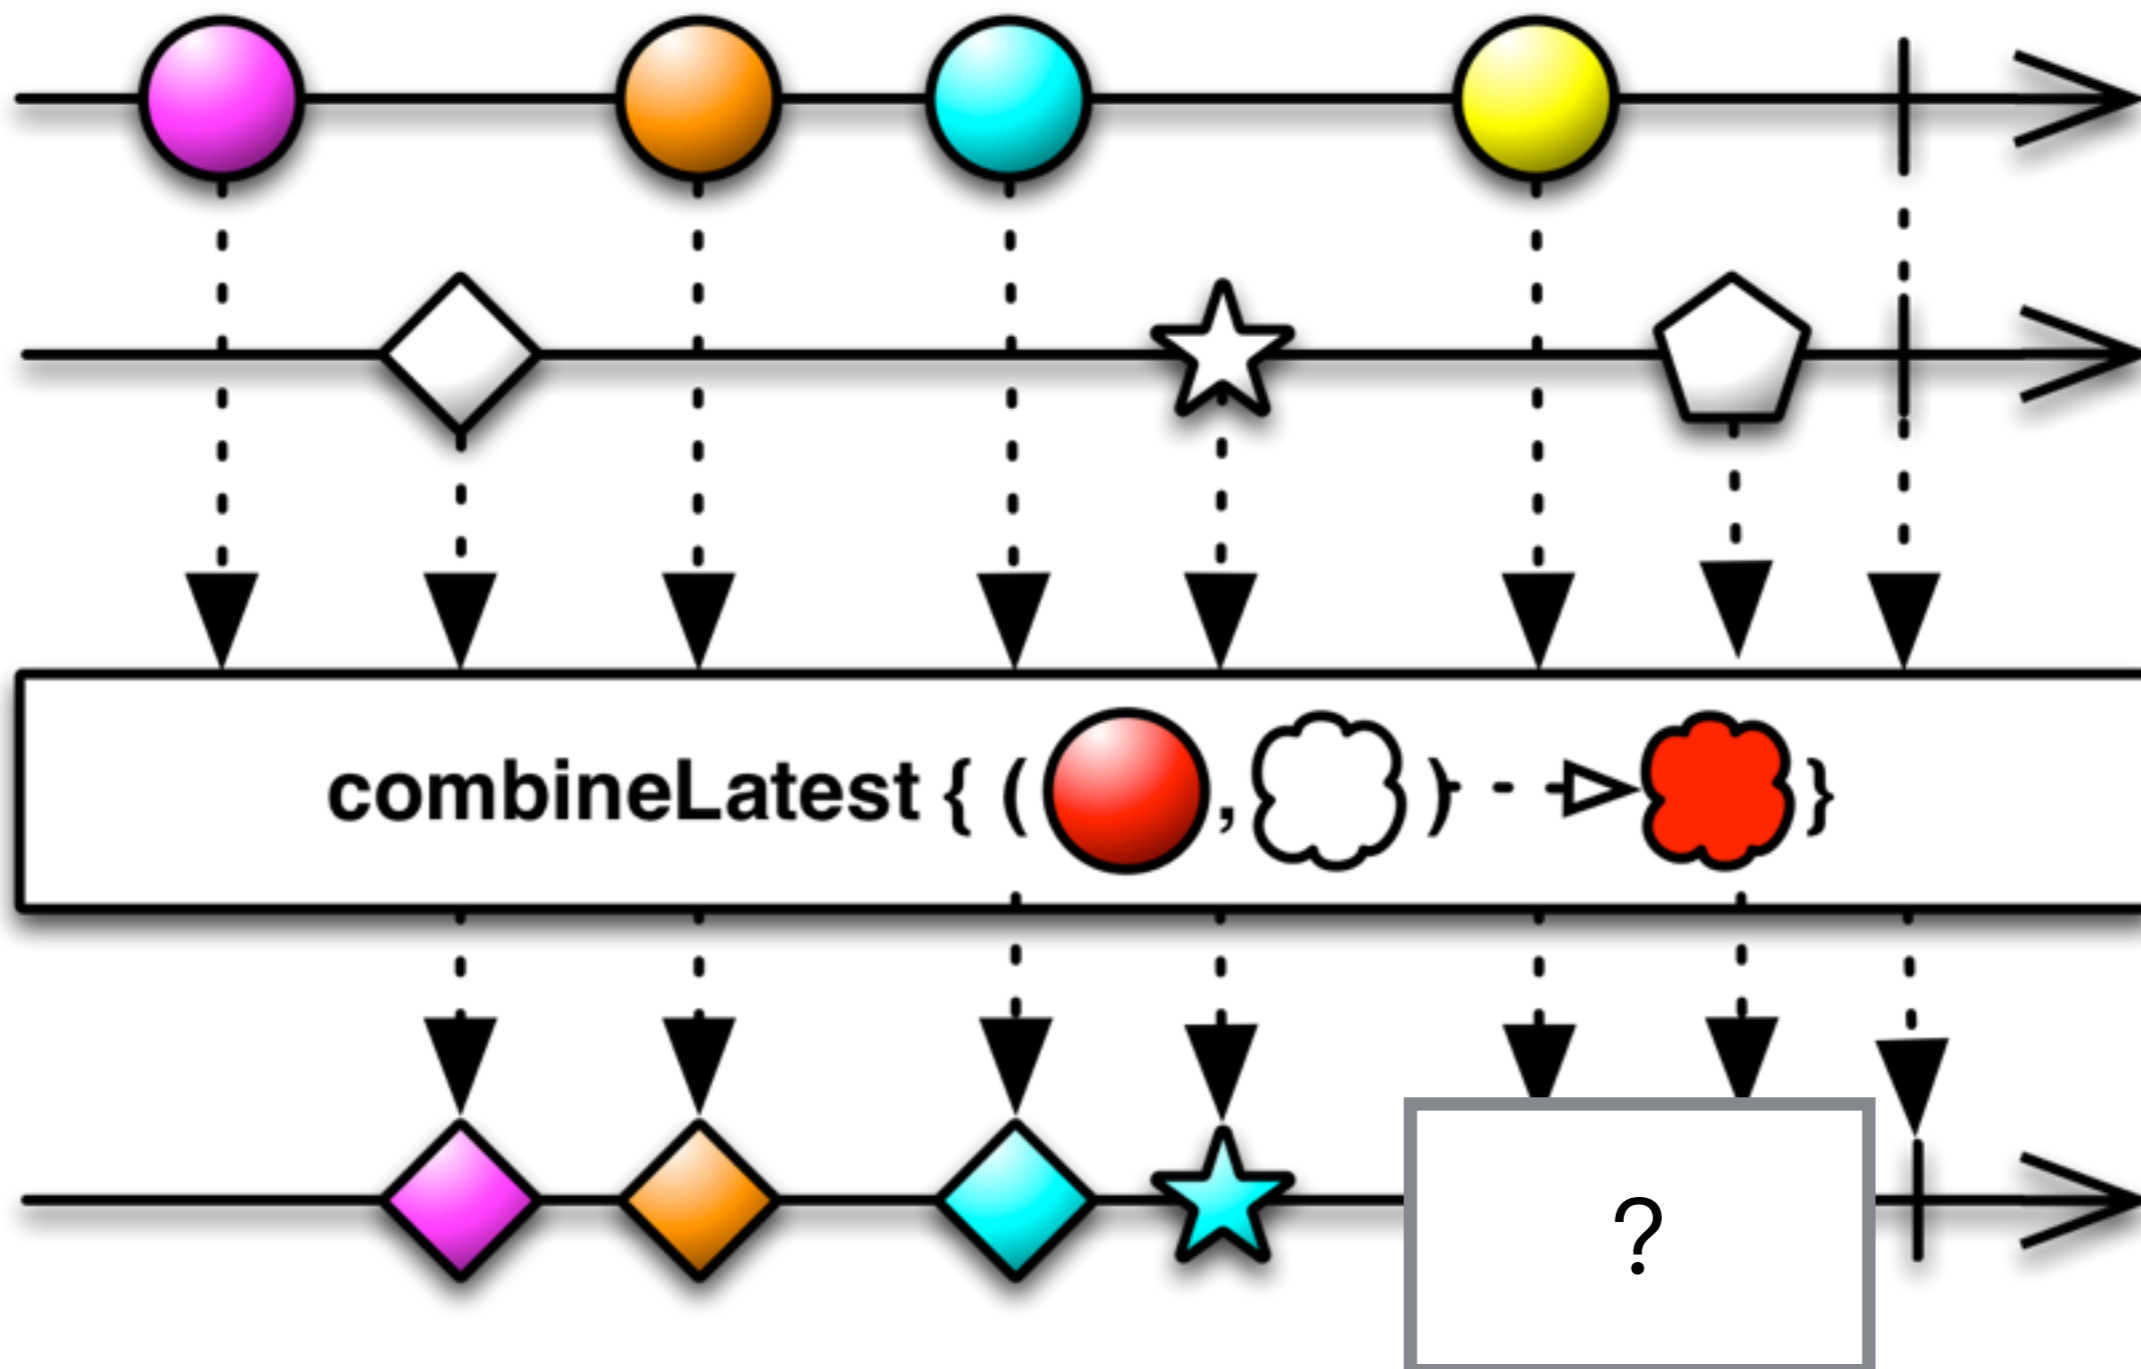 combineLatest { ( , ) }
?